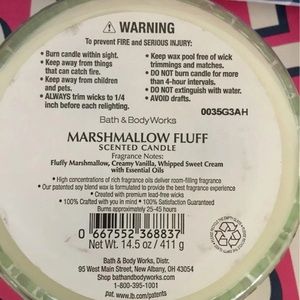 ⚠ WARNING
To prevent FIRE and SERIOUS INJURY:
• Burn candle within sight.
• Keep away from things
that can catch fire.
• Keep away from children
and pets.
• ALWAYS trim wicks to 1/4
inch before each relighting.
• Keep wax pool free of wick
trimmings and matches.
• DO NOT burn candle for more
than 4-hour intervals.
• DO NOT extinguish with water.
• AVOID drafts.
0035G3AH
Bath & Body Works
MARSHMALLOW FLUFF
SCENTED CANDLE
Fragrance Notes:
Fluffy Marshmallow, Creamy Vanilla, Whipped Sweet Cream
with Essential Oils
• High concentrations of rich fragrance oils deliver room-filling fragrance
• Our patented soy blend wax is formulated to provide the best fragrance experience
• Created with premium lead-free wicks
• 100% Crafted with you in mind • 100% Satisfaction Guaranteed
Burns approximately 25-45 hours
0 667552 368837
Net Wt. 14.5 oz / 411 g
Bath & Body Works, Distr.
95 West Main Street, New Albany, OH 43054
Shop bathandbodyworks.com
1-800-395-1001
pat. www.lb.com/patents